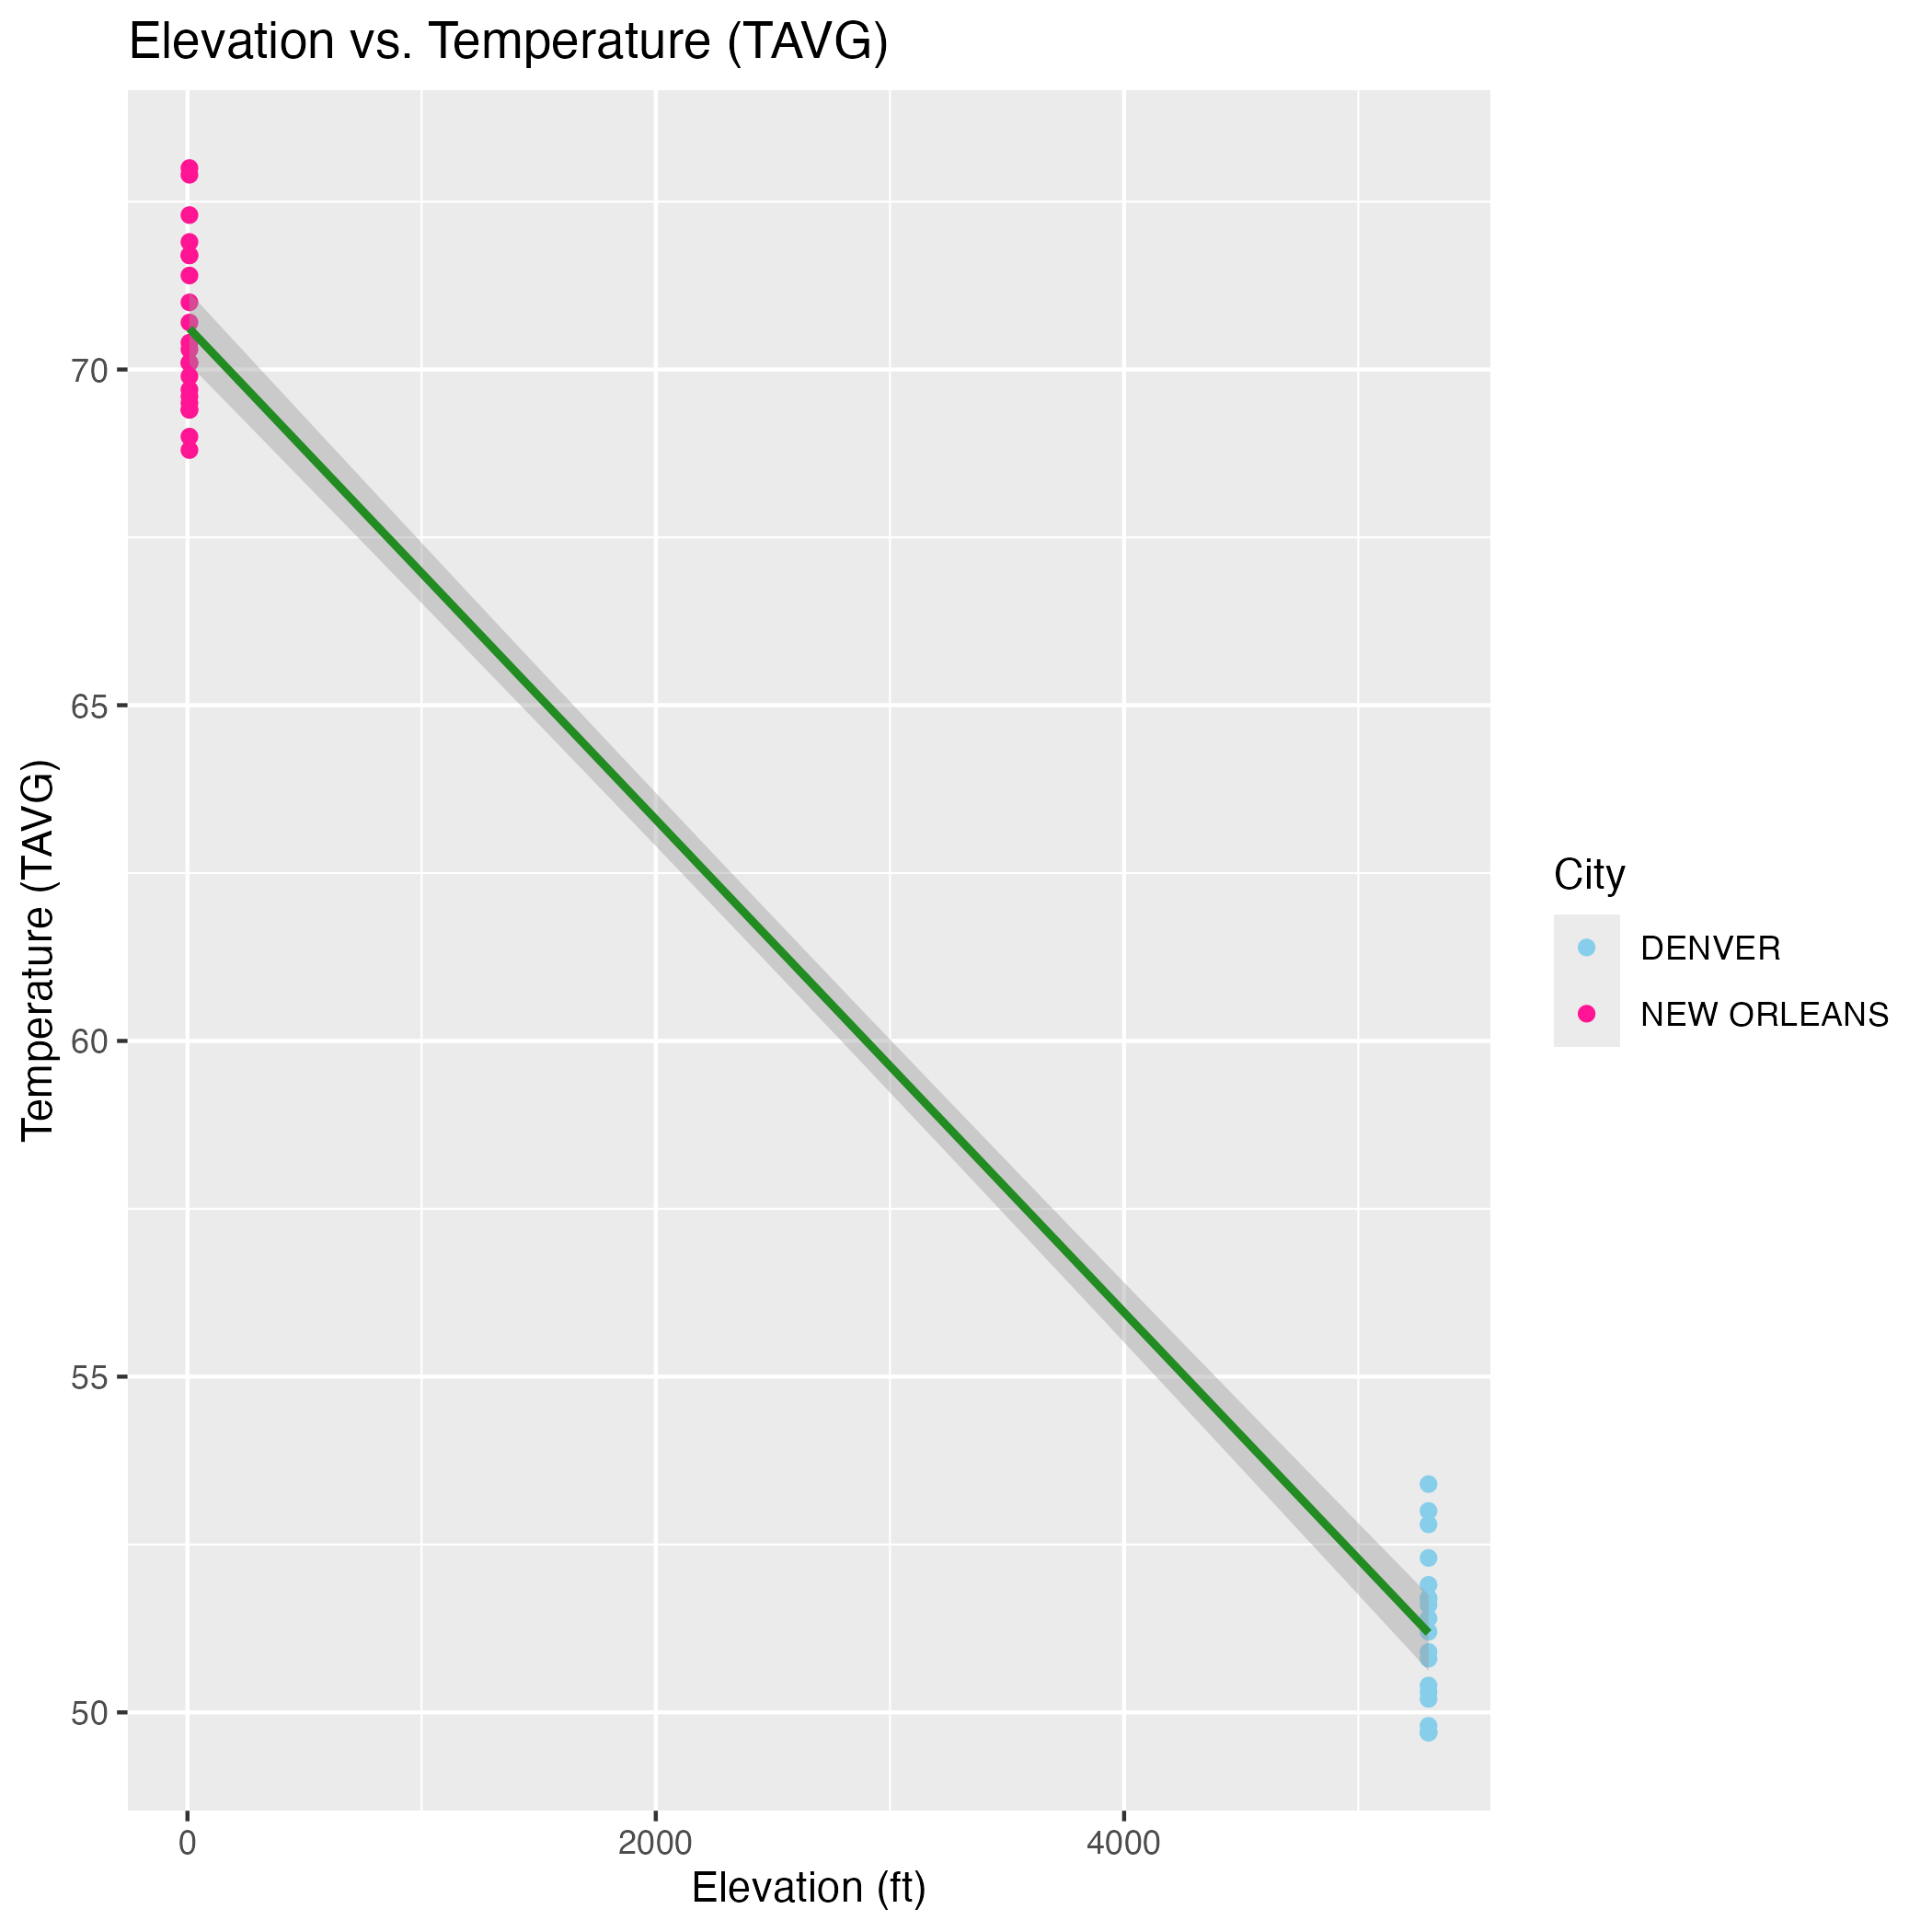 Elevation vs. Temperature (TAVG)
Temperature (TAVG)
70
65
60
55
50
0
2000
4000
Elevation (ft)
City
DENVER
NEW ORLEANS